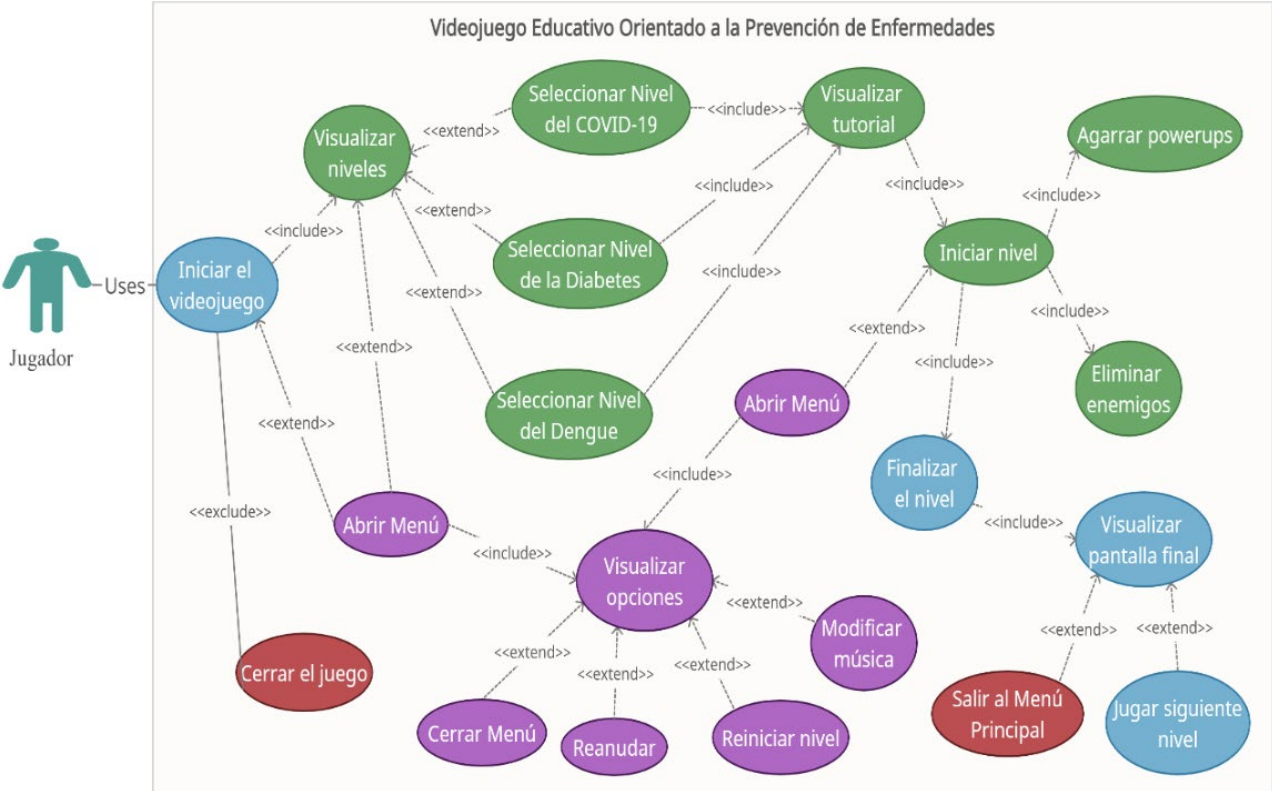 Videojuego Educativo Orientado a la Prevención de Enfermedades
Seleccionar Nivel
del COVID-19
<<include>>
Visualizar
tutorial
<<extend>>
Visualizar
niveles
Agarrar powerups
<<include>>
<<include>>
<<include>>
<<extend>>
<<include>>
Seleccionar Nivel
de la Diabetes
Iniciar nivel
Iniciar el
videojuego
Uses
<<include>>
<<extend>>
Jugador
<<extend>>
<<extend>>
<<include>>
<<include>>
Seleccionar Nivel
del Dengue
Abrir Menú
Eliminar
enemigos
<<extend>>
<<include>>
Finalizar
el nivel
<<exclude>>
Abrir Menú
<<include>>
<<include>>
Visualizar
pantalla final
Visualizar
opciones
<<extend>>
Modificar
música
<<extend>>
<<extend>>
<<extend>>
<<extend>>
<<extend>>
Cerrar el juego
Cerrar Menú
Reanudar
Reiniciar nivel
Salir al Menú
Principal
Jugar siguiente
nivel